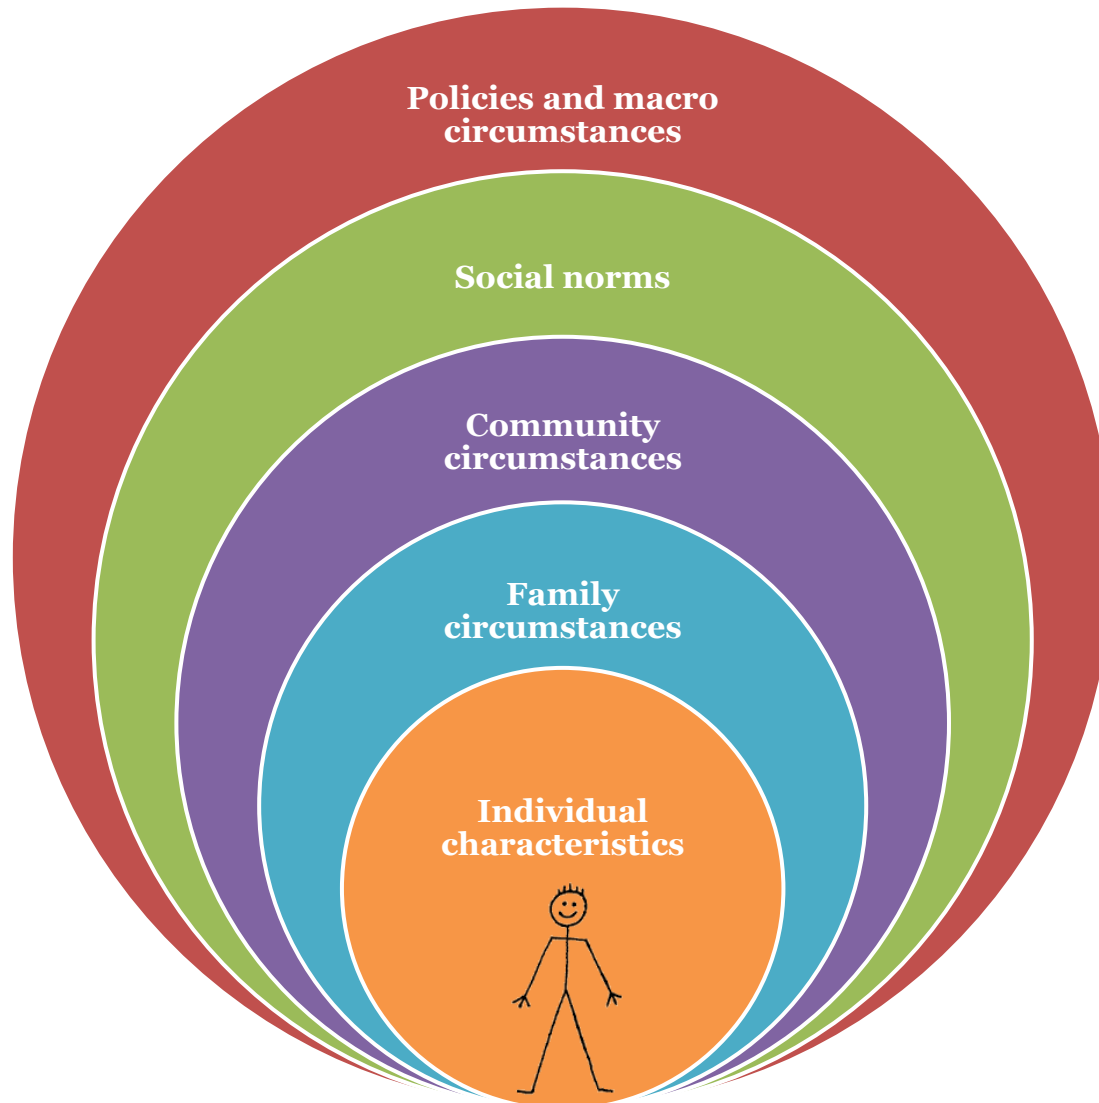 Policies and macro
circumstances
Social norms
Community
circumstances
Family
circumstances
Individual
characteristics